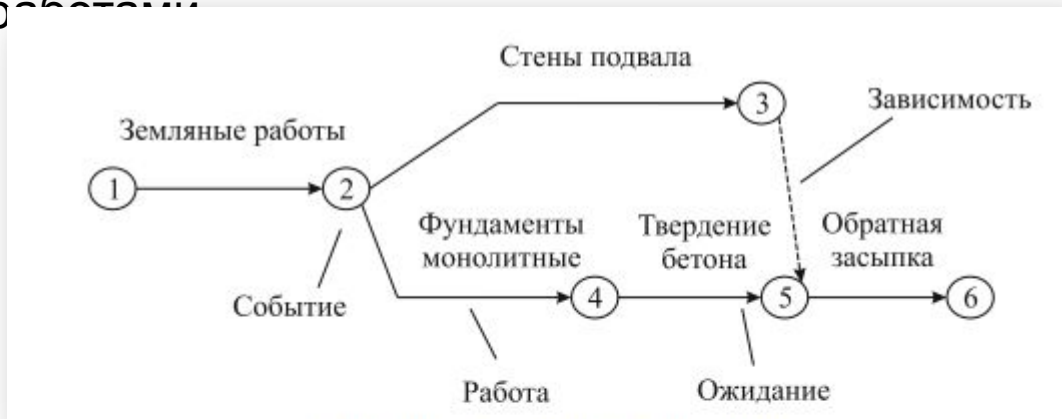 Стены подвала
3
Зависимость
Земляные работы
1
2
Фундаменты
монолитные
Твердение
бетона
Обратная
засыпка
4
5
6
Событие
Работа
Ожидание